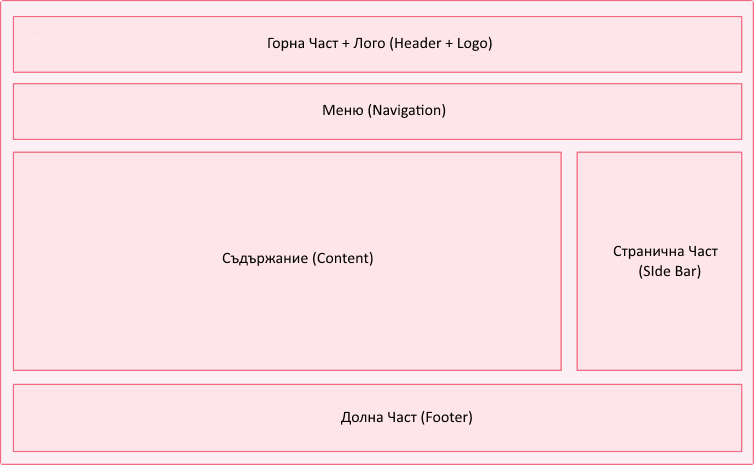 Горна Част + Лого (Header + Logo)
Меню (Navigation)
Съдържание (Content)
Странична Част
(SIde Bar)
Долна Част (Footer)